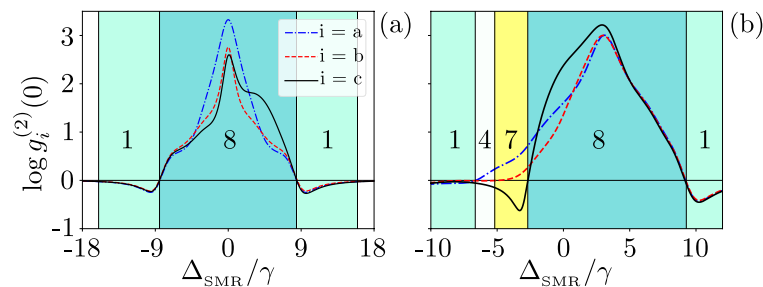 (a)
(b)
3
2
1
0
-1
log g_i^{(2)}(0)
i = a
i = b
i = c
1
8
1
1
4
7
8
1
-18
-9
0
9
18
-10
-5
0
5
10
Δ_SMR/γ
Δ_SMR/γ